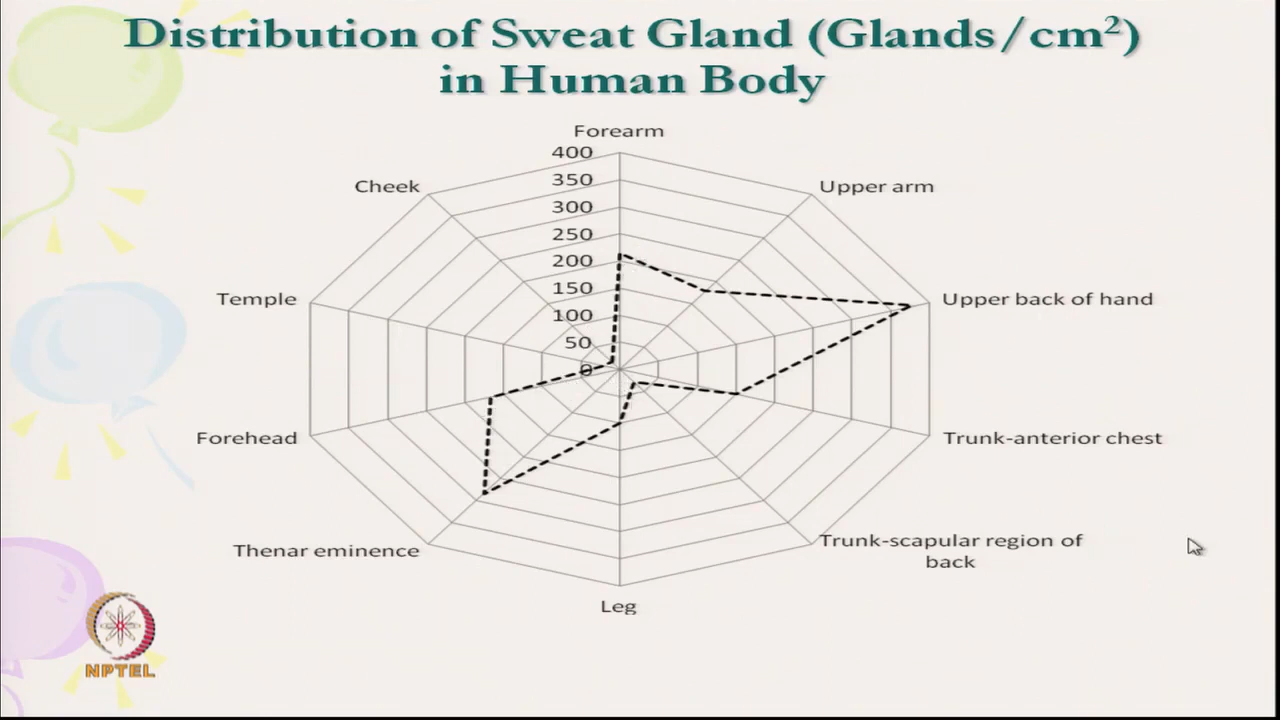 Distribution of Sweat Gland (Glands/cm²)
in Human Body
Forearm
400
350
300
250
200
150
100
50
0
Cheek
Upper arm
Temple
Upper back of hand
Forehead
Trunk-anterior chest
Thenar eminence
Trunk-scapular region of
back
Leg
NPTEL